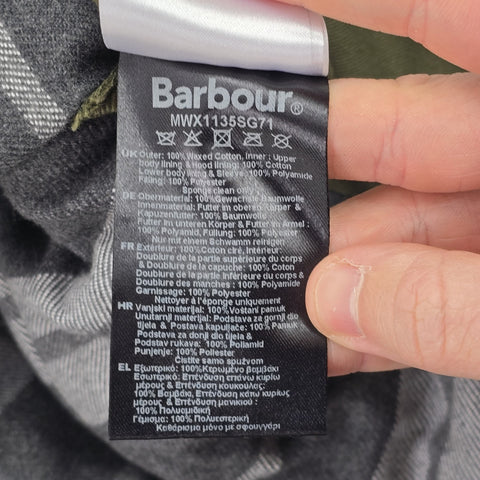 Barbour®
MWX1135SG71
UK Outer: 100% Waxed Cotton, Inner : Upper
body lining & Hood lining: 100% Cotton
Lower body lining & Sleeve: 100% Polyamide
Filling: 100% Polyester
Sponge clean only
DE Obermaterial: 100% Gewachste Baumwolle
Innenmaterial: Futter im oberen Körper &
Kapuzenfutter: 100% Baumwolle
Futter im unteren Körper & Futter im Ärmel :
100% Polyamid, Füllung: 100% Polyester
Nur mit einem Schwamm reiniger
FR Extérieur: 100%Coton ciré, Intérieur:
Doublure de la partie supérieure du corps
& Doublure de la capuche: 100% Coton
Doublure de la partie inférieure du corps &
Doublure des manches : 100% Polyamide
Garnissage: 100% Polyester
Nettoyer à l'éponge uniquement
HR Vanjski materijal: 100%Voštani pamuk
Unutarnji materijal: Podstava za gornji dio
tijela & Postava kapuljače: 100% Pamuk
Podstava za donji dio tijela &
Podstav rukava: 100% Poliamid
Punjenje: 100% Poliester
Čistite samo spužvom
EL Εξωτερικό: 100%Κερωμένο βαμβάκι
Εσωτερικό: Επένδυση επάνω κυρίως
μέρους & Επένδυση κουκούλας:
100% Βαμβάκι, Επένδυση κάτω κυρίως
μέρους & Επένδυση μανικιού :
100% Πολυαμιδική
Γέμισμα: 100% Πολυεστερική
Καθάρισμα μόνο με σφουγγάρι